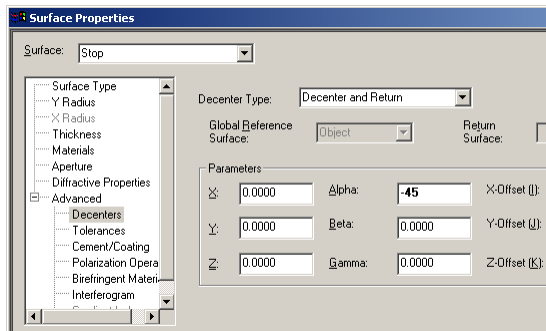 Surface Properties
Surface: Stop
Surface Type
Y Radius
X Radius
Thickness
Materials
Aperture
Diffractive Properties
Advanced
Decenters
Tolerances
Cement/Coating
Polarization Opera
Birefringent Materi
Interferogram
Decenter Type: Decenter and Return
Global Reference Surface: Object Return Surface:
Parameters
X: 0.0000 Alpha: -45 X-Offset (I):
Y: 0.0000 Beta: 0.0000 Y-Offset (J):
Z: 0.0000 Gamma: 0.0000 Z-Offset (K):